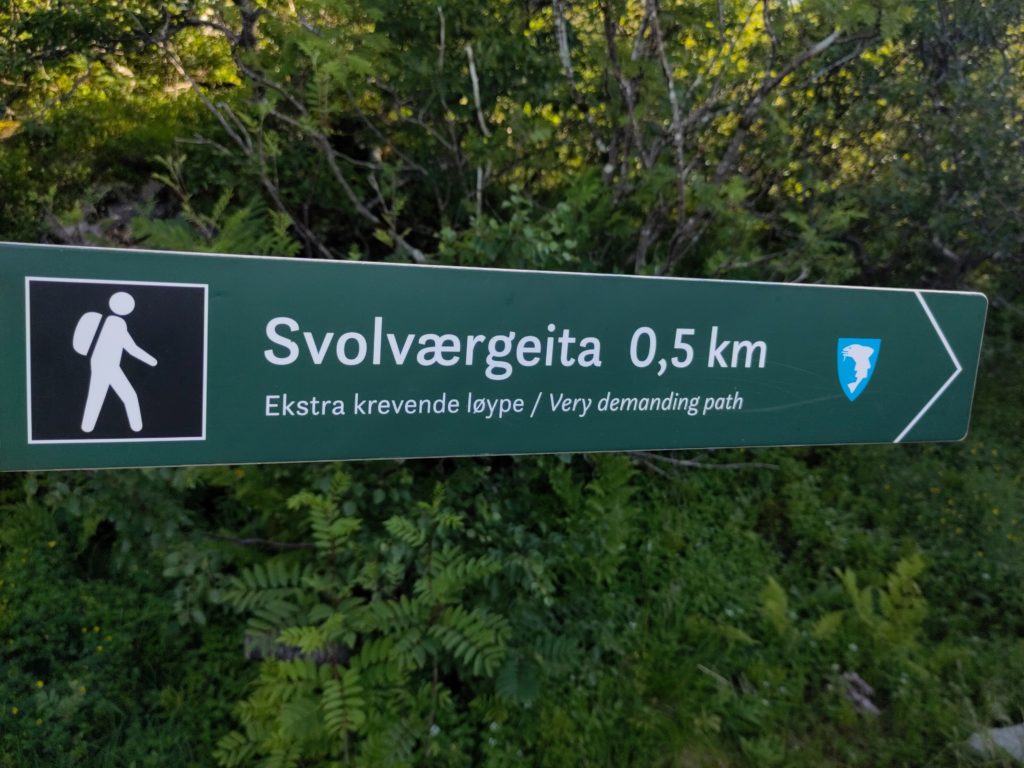 Svolværgeita 0,5 km
Ekstra krevende løype / Very demanding path